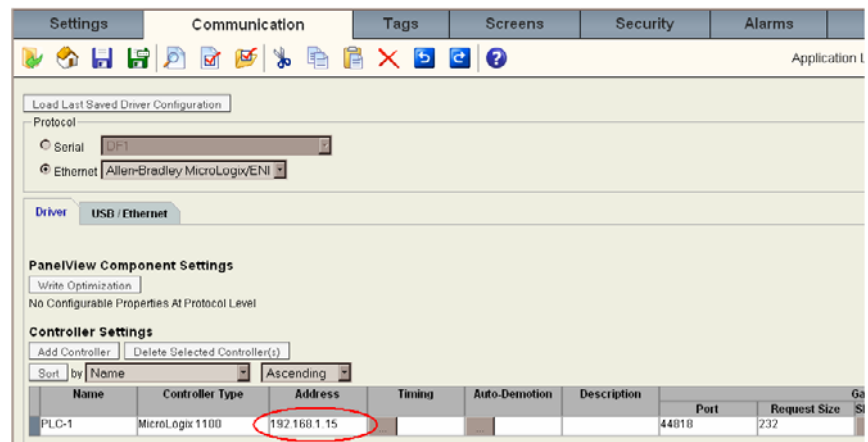 Settings Communication Tags Screens Security Alarms
Application L
Load Last Saved Driver Configuration
Protocol
Serial DF1
Ethernet Allen-Bradley MicroLogix/ENI
Driver USB / Ethernet
PanelView Component Settings
Write Optimization
No Configurable Properties At Protocol Level
Controller Settings
Add Controller Delete Selected Controller(s)
Sort by Name Ascending
Name Controller Type Address Timing Auto-Demotion Description Ga
Port Request Size
PLC-1 MicroLogix 1100 192.168.1.15 ... ... 44818 232